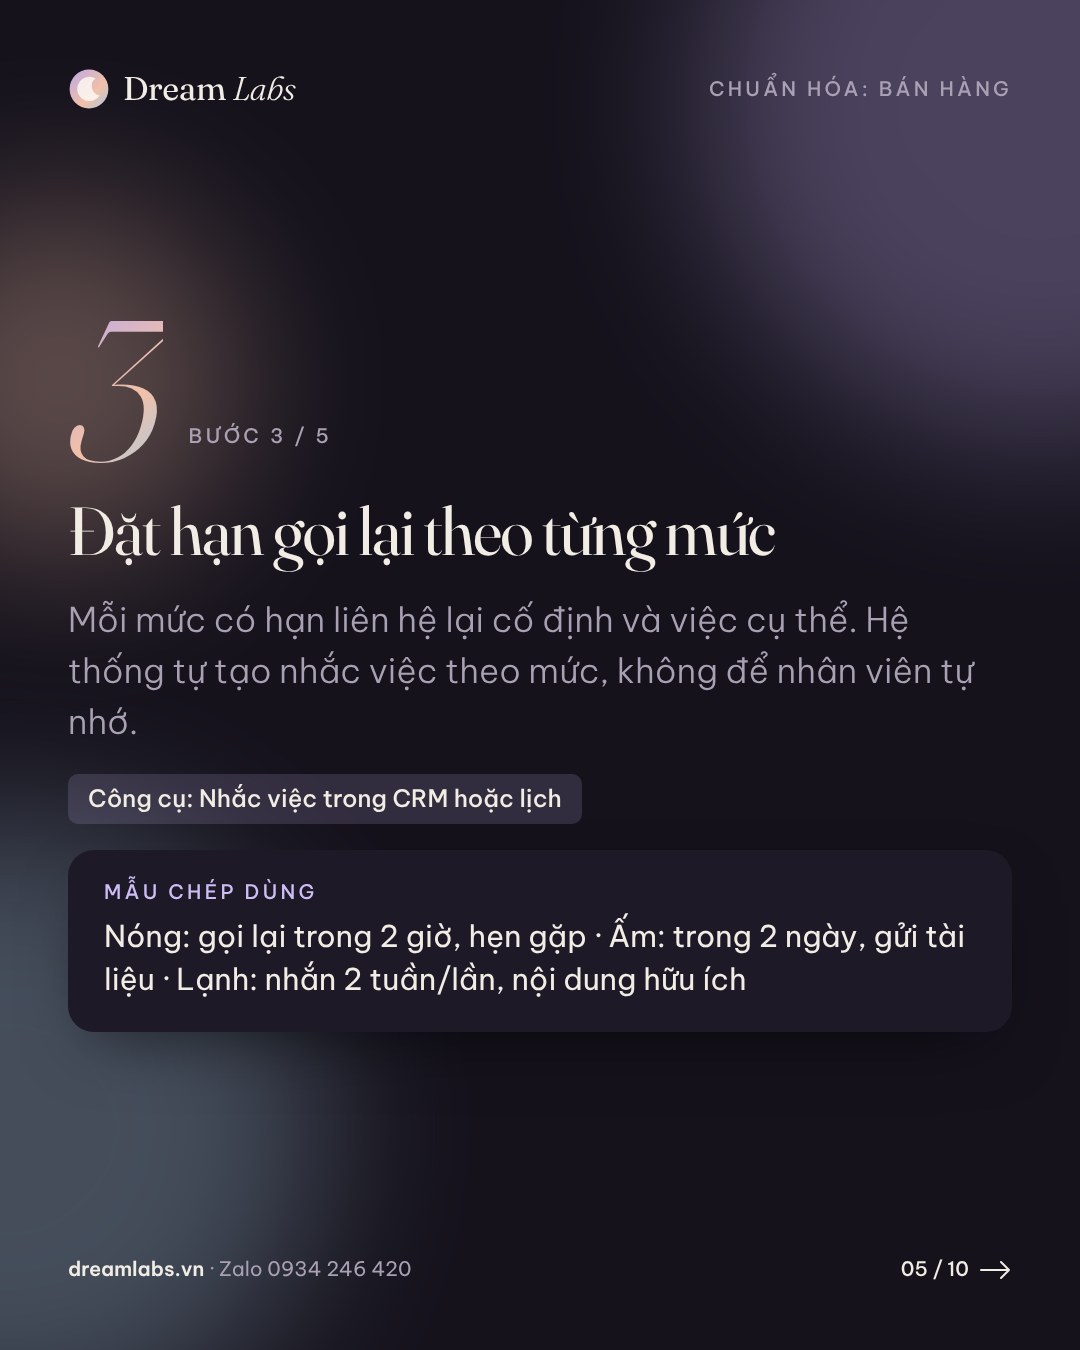 Dream Labs
CHUẨN HÓA: BÁN HÀNG
3
BƯỚC 3 / 5
Đặt hạn gọi lại theo từng mức
Mỗi mức có hạn liên hệ lại cố định và việc cụ thể. Hệ
thống tự tạo nhắc việc theo mức, không để nhân viên tự
nhớ.
Công cụ: Nhắc việc trong CRM hoặc lịch
MẪU CHÉP DÙNG
Nóng: gọi lại trong 2 giờ, hẹn gặp · Ấm: trong 2 ngày, gửi tài
liệu · Lạnh: nhắn 2 tuần/lần, nội dung hữu ích
dreamlabs.vn · Zalo 0934 246 420
05 / 10 →